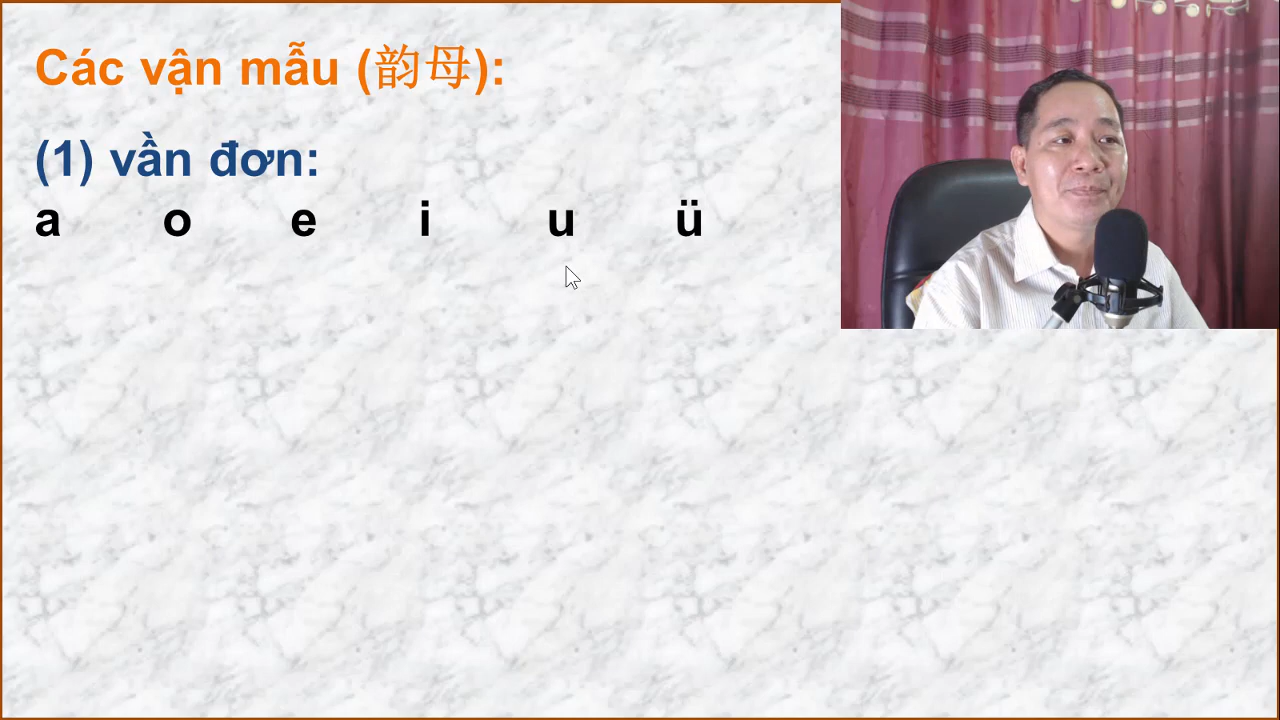 Các vận mẫu (韵母):
(1) vần đơn:
a o e i u ü